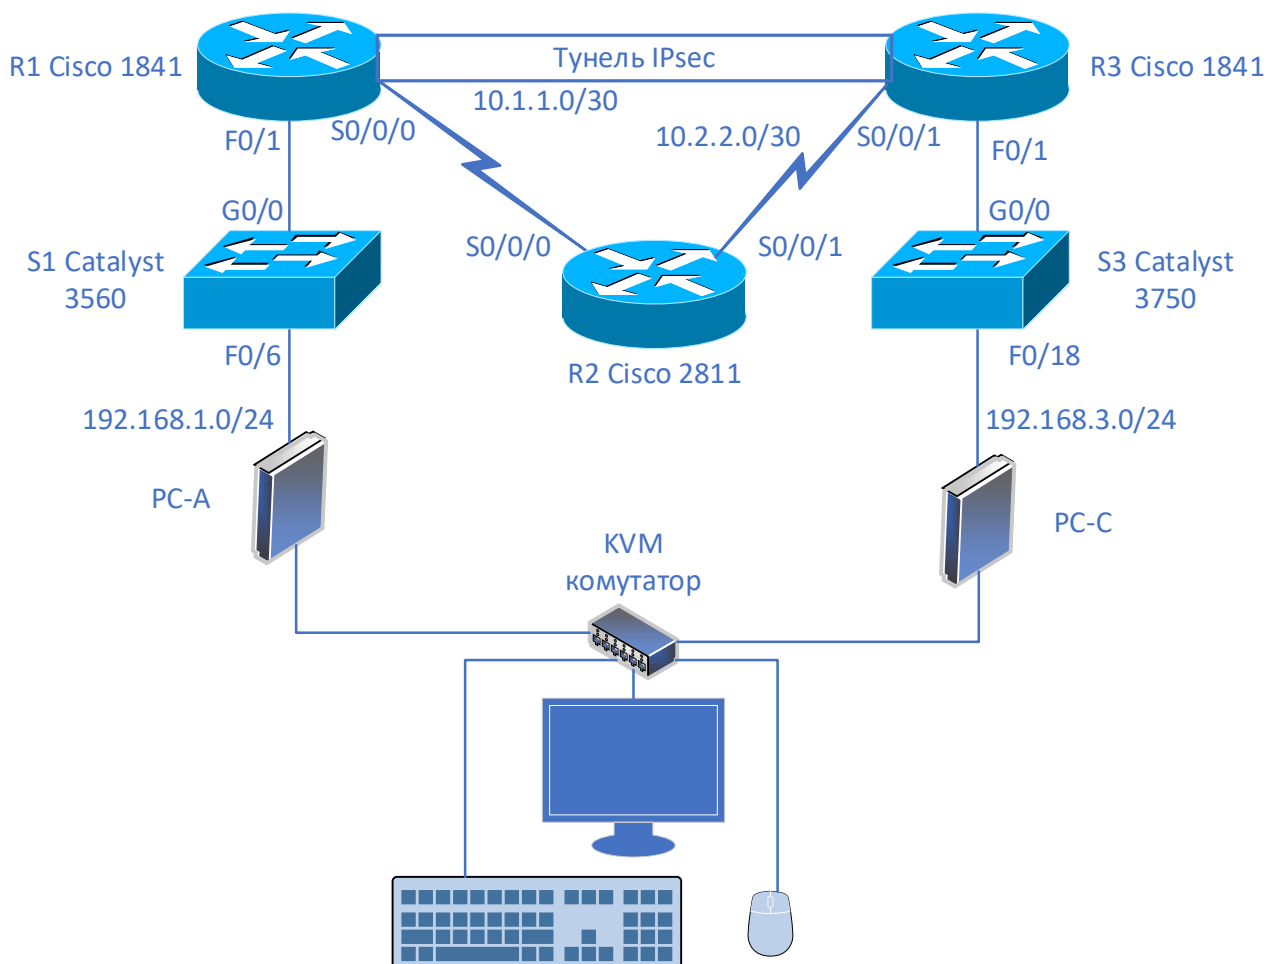 R1 Cisco 1841
Тунель IPsec
R3 Cisco 1841
10.1.1.0/30
F0/1
S0/0/0
10.2.2.0/30
S0/0/1
F0/1
G0/0
G0/0
S0/0/0
S0/0/1
S1 Catalyst
3560
S3 Catalyst
3750
F0/6
R2 Cisco 2811
F0/18
192.168.1.0/24
192.168.3.0/24
PC-A
PC-C
KVM
комутатор